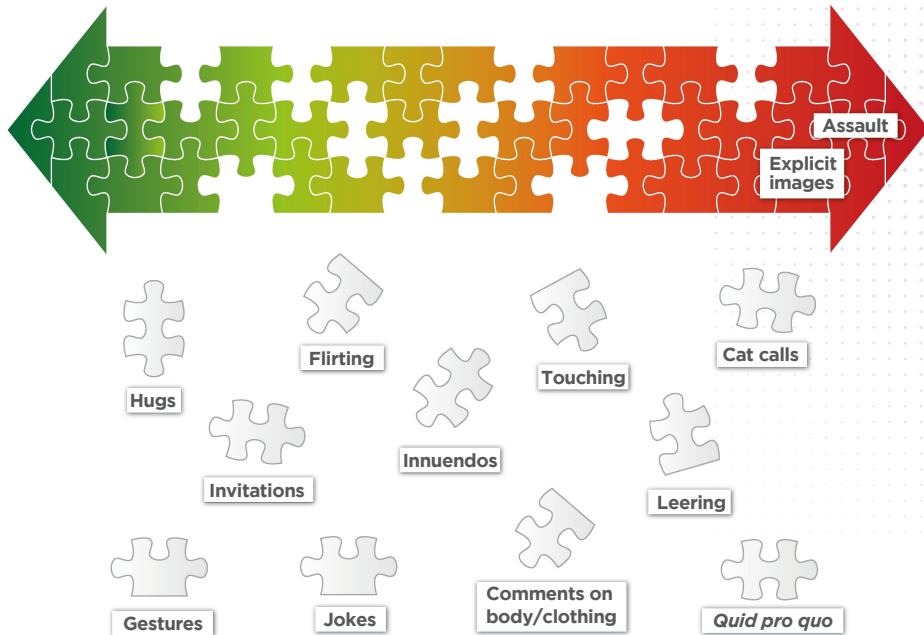 Assault
Explicit
images
Flirting
Cat calls
Touching
Hugs
Innuendos
Invitations
Leering
Comments on
body/clothing
Gestures
Jokes
Quid pro quo